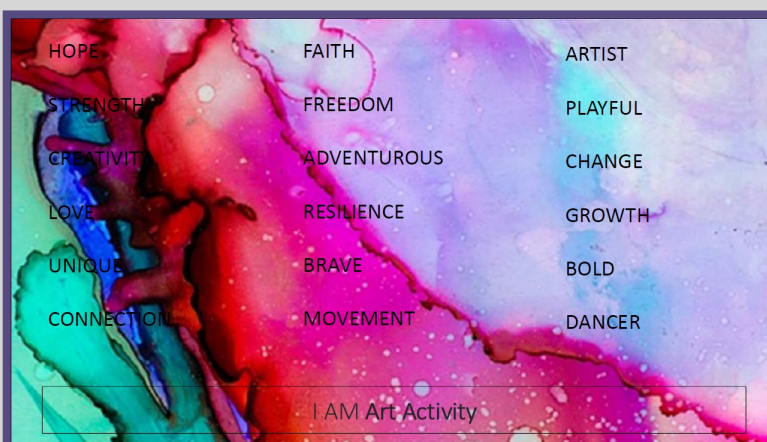 HOPE
STRENGTH
CREATIVITY
LOVE
UNIQUE
CONNECTION
FAITH
FREEDOM
ADVENTUROUS
RESILIENCE
BRAVE
MOVEMENT
ARTIST
PLAYFUL
CHANGE
GROWTH
BOLD
DANCER
I AM Art Activity